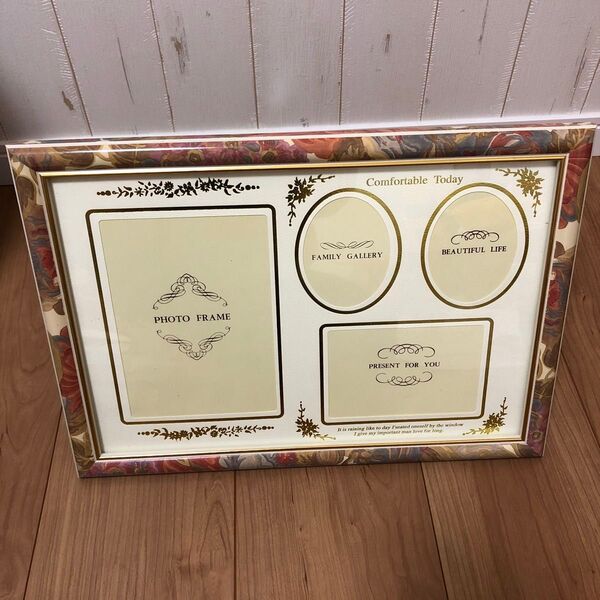 Comfortable Today
PHOTO FRAME
FAMILY GALLERY
BEAUTIFUL LIFE
PRESENT FOR YOU
It is raining like to day I'seated oneself by the window
I give my important man love for long.